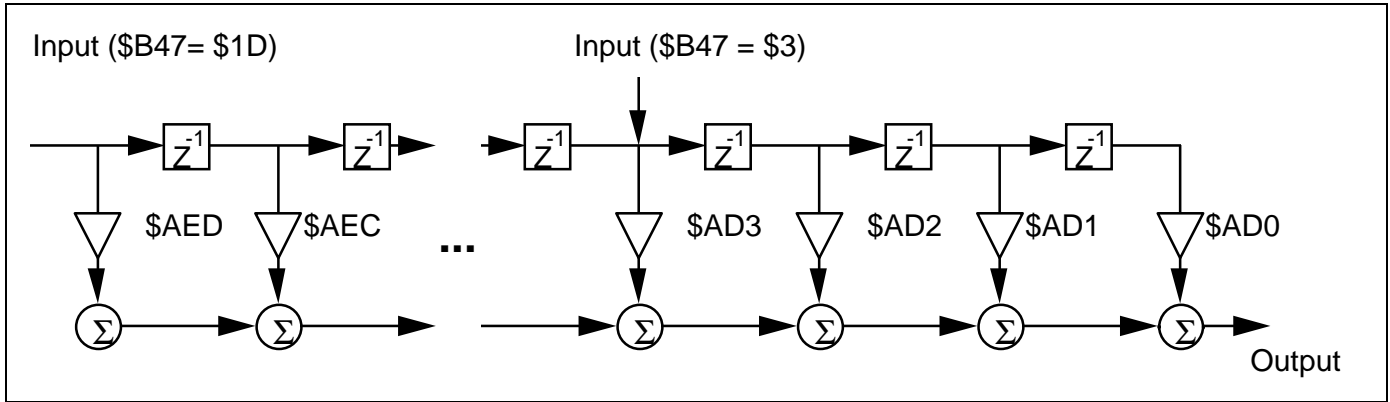 Input ($B47= $1D)
Input ($B47 = $3)
Z-1
Z-1
Z-1
Z-1
Z-1
Z-1
$AED
$AEC
...
$AD3
$AD2
$AD1
$AD0
Σ
Σ
Σ
Σ
Σ
Σ
Output